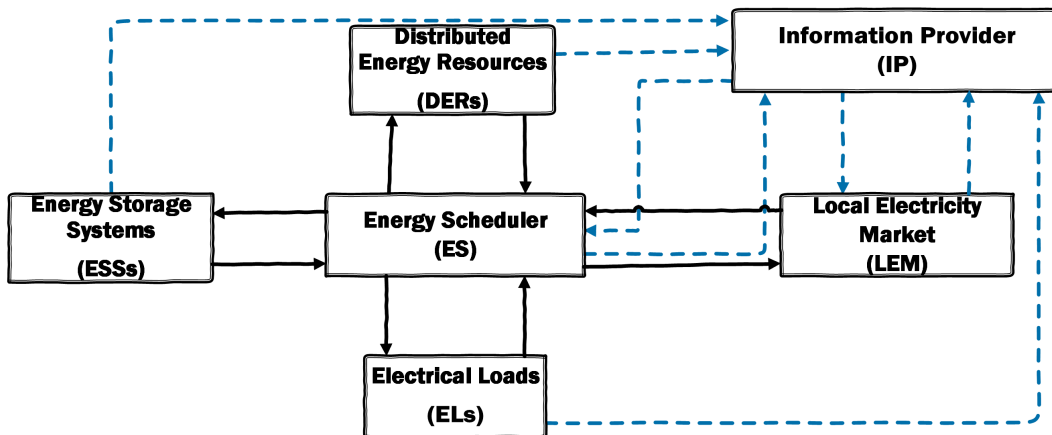 Distributed
Energy Resources
(DERs)
Information Provider
(IP)
Energy Storage
Systems
(ESSs)
Energy Scheduler
(ES)
Local Electricity
Market
(LEM)
Electrical Loads
(ELs)